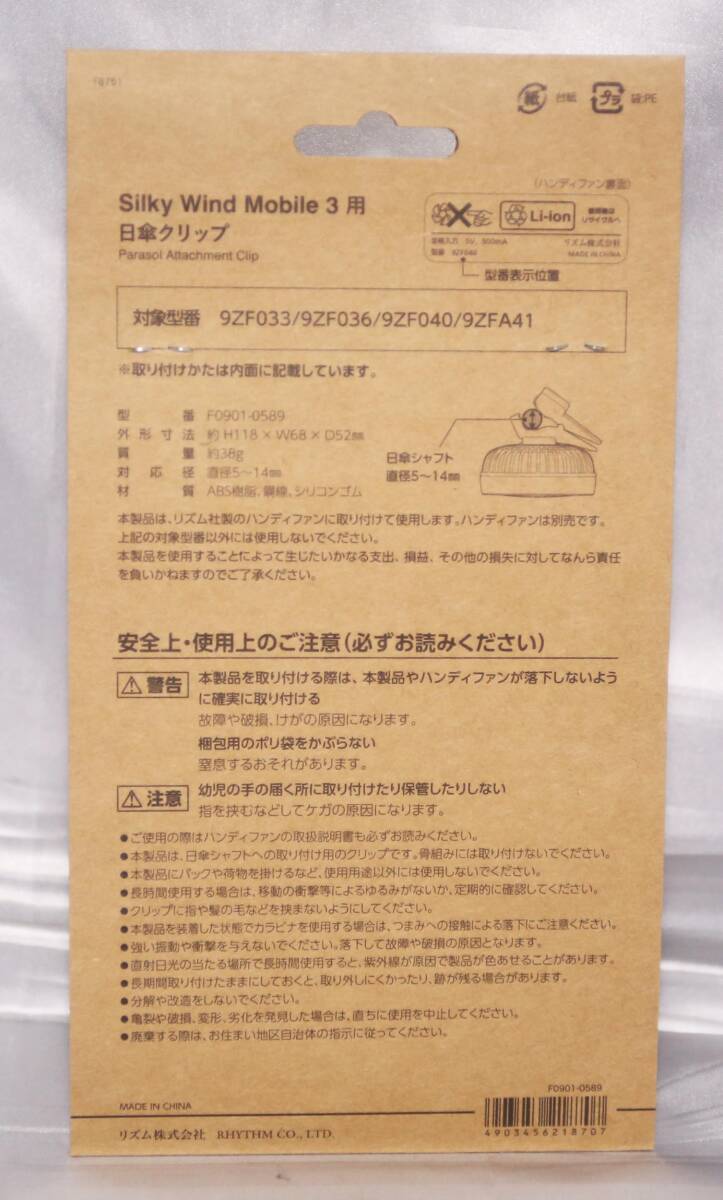 紙 台紙 プラ 袋:PE
Silky Wind Mobile 3 用
日傘クリップ
Parasol Attachment Clip
(ハンディファン裏面)
Li-ion
使用後は
リサイクルへ
定格入力 5V, 500mA
型番 9ZF040
リズム株式会社
MADE IN CHINA
型番表示位置
対象型番 9ZF033/9ZF036/9ZF040/9ZFA41
※取り付けかたは内面に記載しています。
型番 F0901-0589
外形寸法 約H118×W68×D52㎜
質量 約38g
対応径 直径5〜14㎜
材質 ABS樹脂、鋼線、シリコンゴム
日傘シャフト
直径5〜14㎜
本製品は、リズム社製のハンディファンに取り付けて使用します。ハンディファンは別売です。
上記の対象型番以外には使用しないでください。
本製品を使用することによって生じたいかなる支出、損益、その他の損失に対してなんら責任
を負いかねますのでご了承ください。
安全上・使用上のご注意(必ずお読みください)
警告
本製品を取り付ける際は、本製品やハンディファンが落下しないよう
に確実に取り付ける
故障や破損、けがの原因になります。
梱包用のポリ袋をかぶらない
窒息するおそれがあります。
注意
幼児の手の届く所に取り付けたり保管したりしない
指を挟むなどしてケガの原因になります。
●ご使用の際はハンディファンの取扱説明書も必ずお読みください。
●本製品は、日傘シャフトへの取り付け用のクリップです。骨組みには取り付けないでください。
●本製品にバックや荷物を掛けるなど、使用用途以外には使用しないでください。
●長時間使用する場合は、移動の衝撃等によるゆるみがないか、定期的に確認してください。
●クリップに指や髪の毛などを挟まないようにしてください。
●本製品を装着した状態でカラビナを使用する場合は、つまみへの接触による落下にご注意ください。
●強い振動や衝撃を与えないでください。落下して故障や破損の原因となります。
●直射日光の当たる場所で長時間使用すると、紫外線が原因で製品が色あせることがあります。
●長期間取り付けたままにしておくと、取り外しにくかったり、跡が残る場合があります。
●分解や改造をしないでください。
●亀裂や破損、変形、劣化を発見した場合は、直ちに使用を中止してください。
●廃棄する際は、お住まい地区自治体の指示に従ってください。
F0901-0589
MADE IN CHINA
リズム株式会社 RHYTHM CO., LTD.
4903456218707